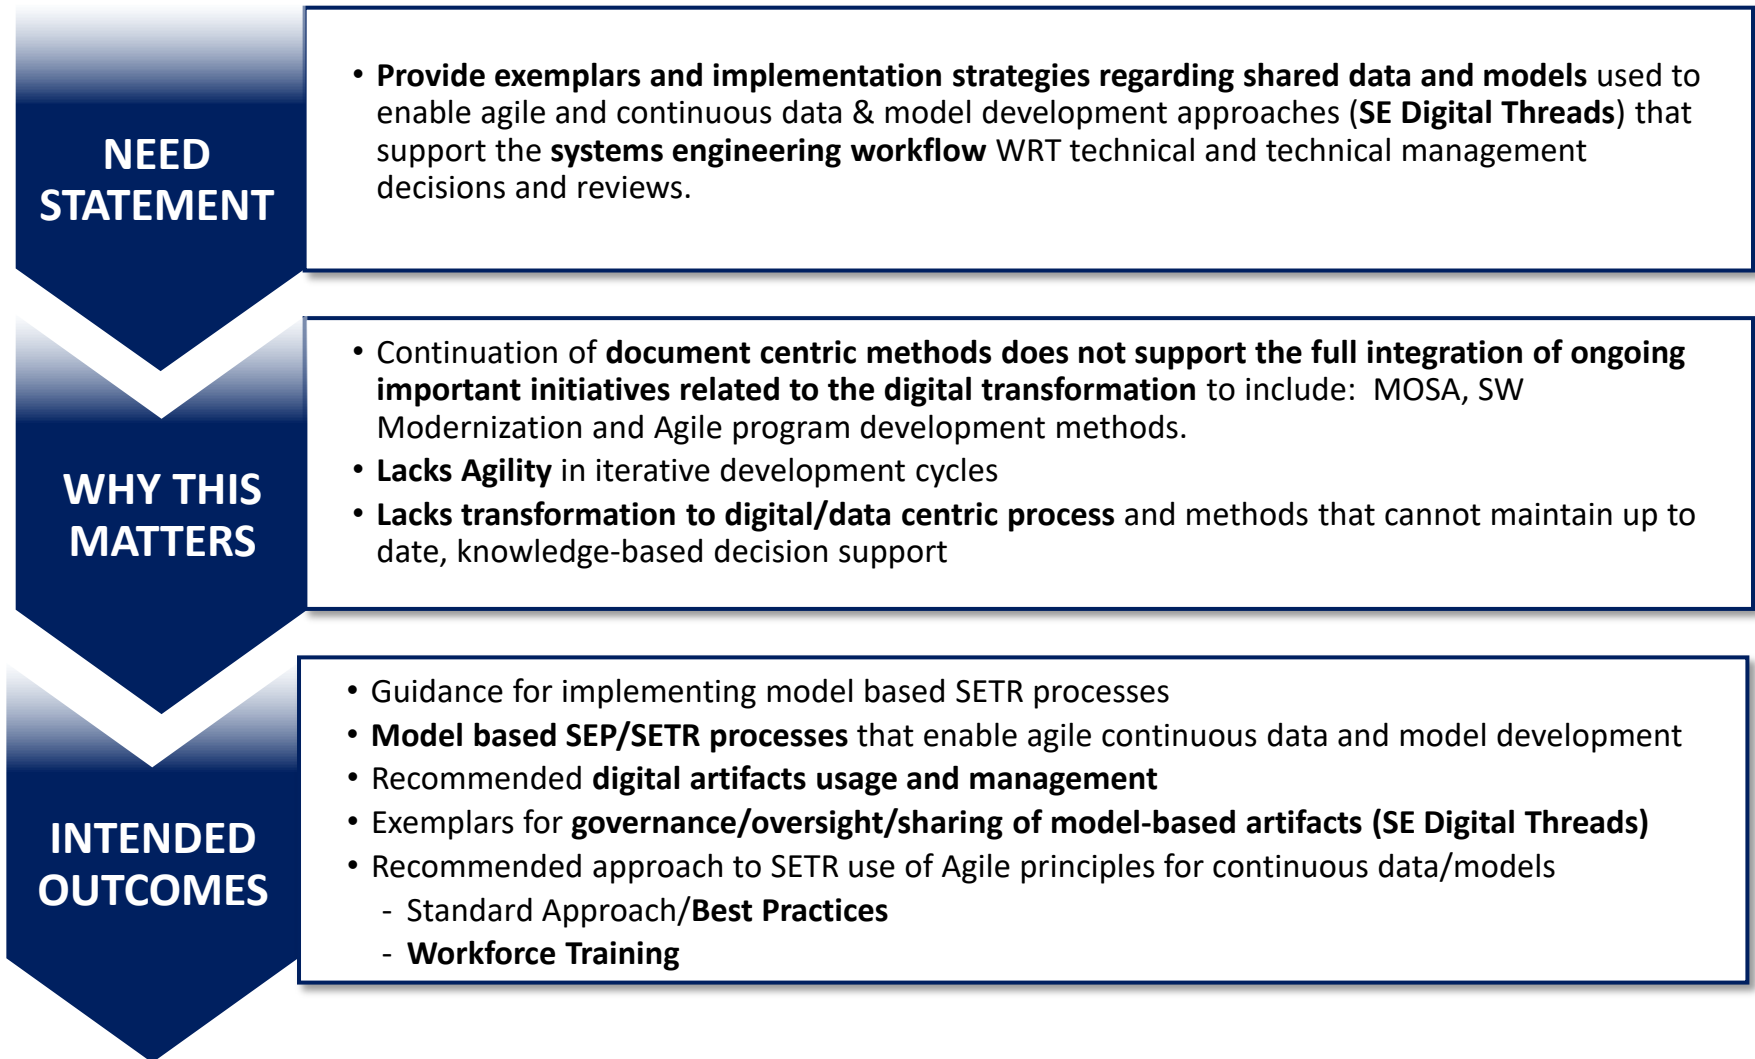 NEED
STATEMENT
• Provide exemplars and implementation strategies regarding shared data and models used to
enable agile and continuous data & model development approaches (SE Digital Threads) that
support the systems engineering workflow WRT technical and technical management
decisions and reviews.
WHY THIS
MATTERS
• Continuation of document centric methods does not support the full integration of ongoing
important initiatives related to the digital transformation to include:  MOSA, SW
Modernization and Agile program development methods.
• Lacks Agility in iterative development cycles
• Lacks transformation to digital/data centric process and methods that cannot maintain up to
date, knowledge-based decision support
INTENDED
OUTCOMES
• Guidance for implementing model based SETR processes
• Model based SEP/SETR processes that enable agile continuous data and model development
• Recommended digital artifacts usage and management
• Exemplars for governance/oversight/sharing of model-based artifacts (SE Digital Threads)
• Recommended approach to SETR use of Agile principles for continuous data/models
- Standard Approach/Best Practices
- Workforce Training